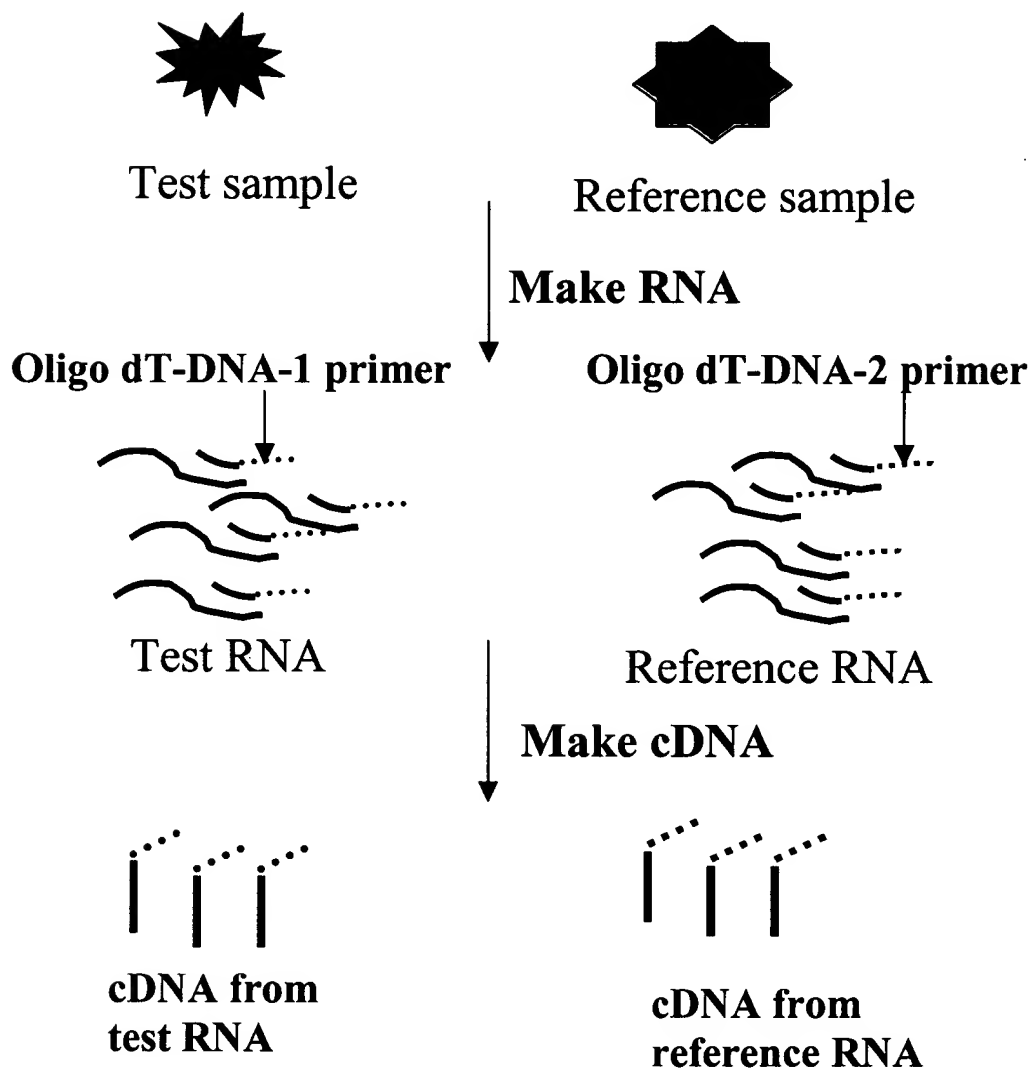 Test sample
Reference sample
Make RNA
Oligo dT-DNA-1 primer
Oligo dT-DNA-2 primer
Test RNA
Reference RNA
Make cDNA
cDNA from
test RNA
cDNA from
reference RNA